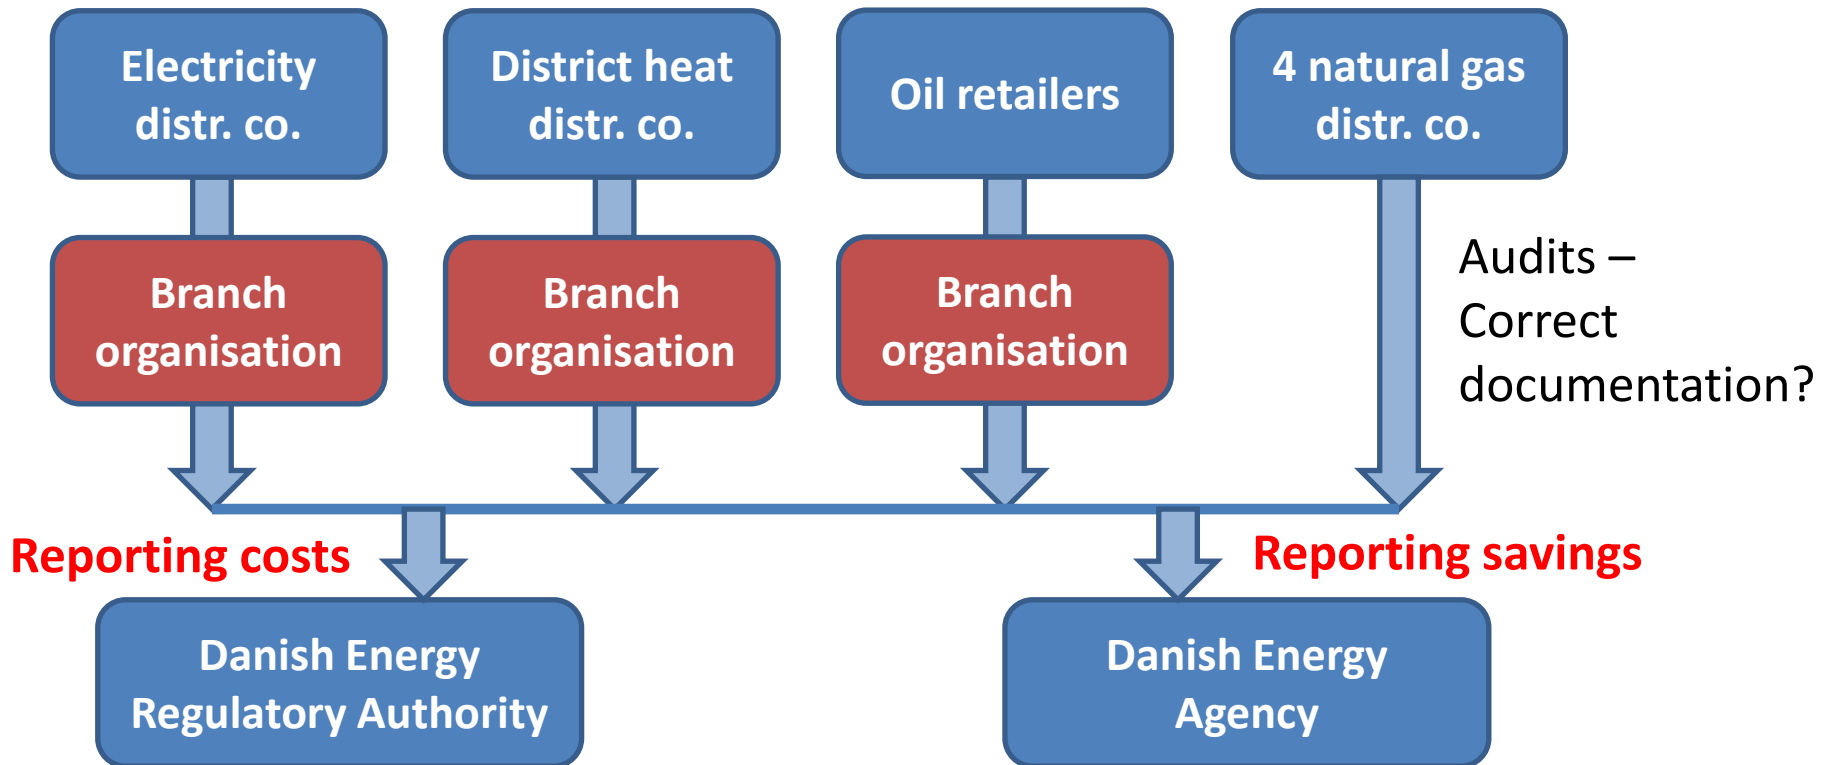 Electricity
distr. co.
District heat
distr. co.
Oil retailers
4 natural gas
distr. co.
Branch
organisation
Branch
organisation
Branch
organisation
Audits –
Correct
documentation?
Reporting costs
Reporting savings
Danish Energy
Regulatory Authority
Danish Energy
Agency